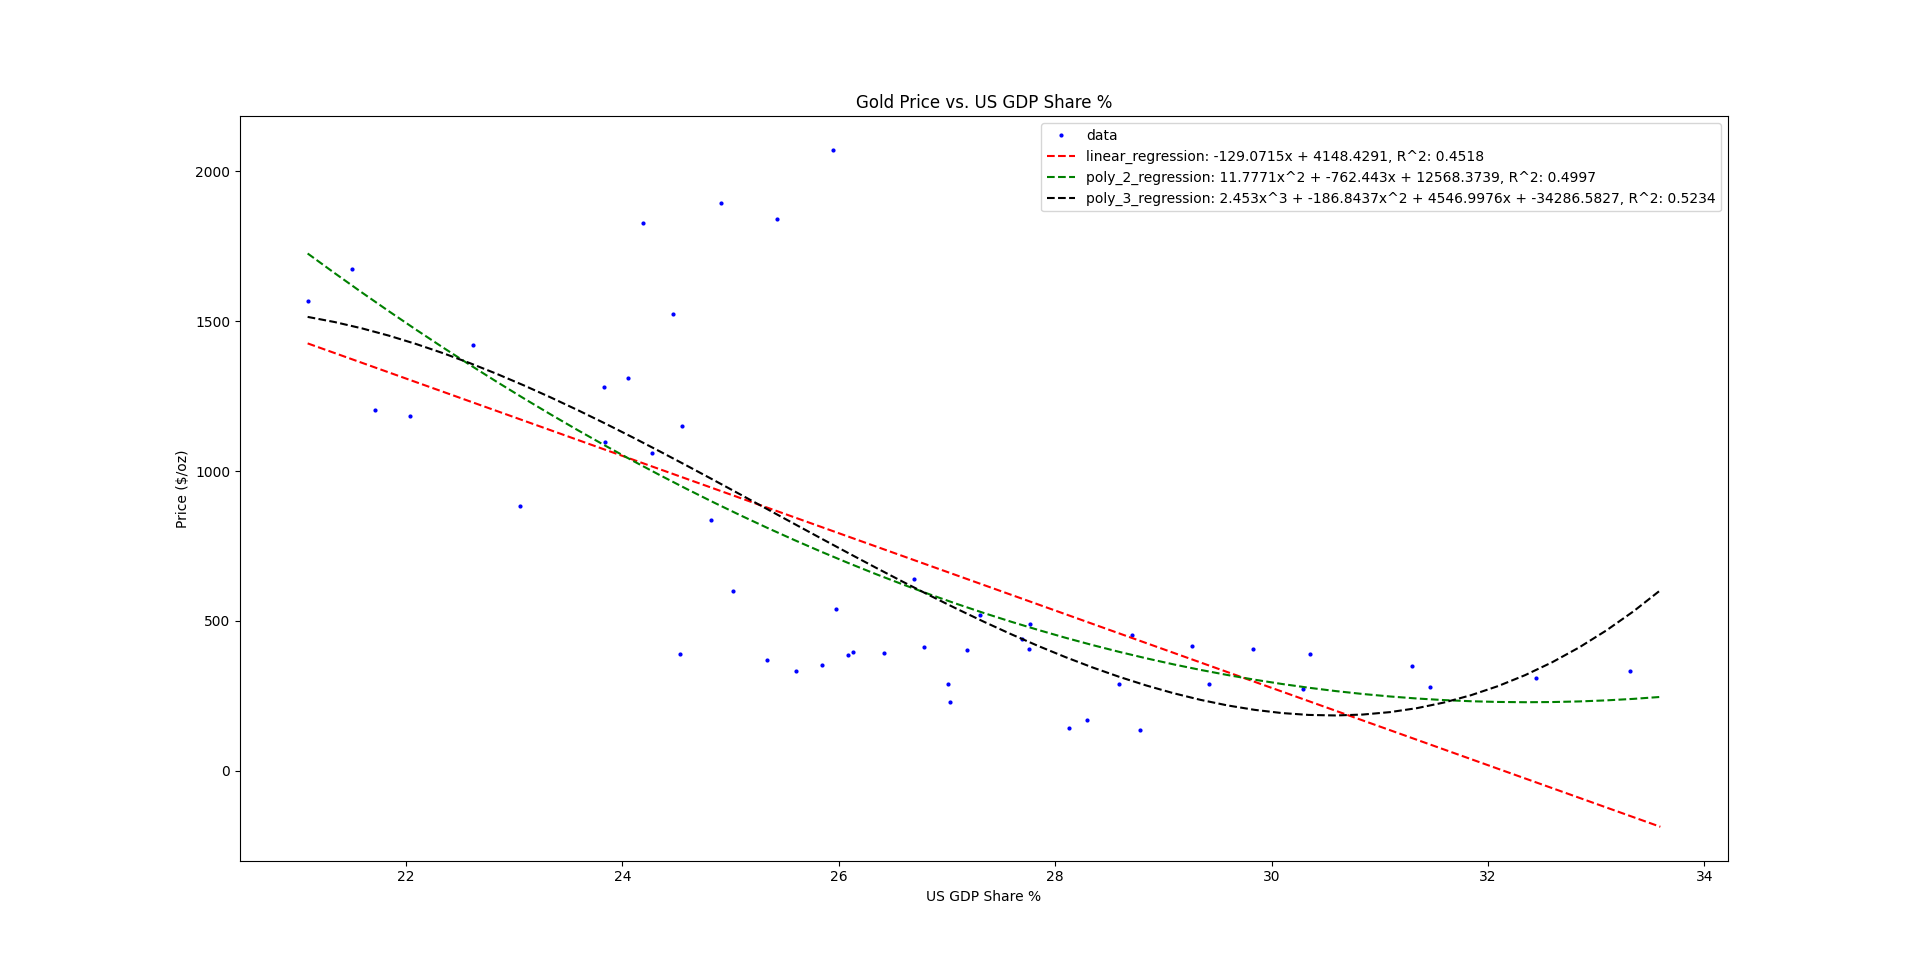 Gold Price vs. US GDP Share %
data
linear_regression: -129.0715x + 4148.4291, R^2: 0.4518
poly_2_regression: 11.7771x^2 + -762.443x + 12568.3739, R^2: 0.4997
poly_3_regression: 2.453x^3 + -186.8437x^2 + 4546.9976x + -34286.5827, R^2: 0.5234
Price ($/oz)
2000
1500
1000
500
0
22 24 26 28 30 32 34
US GDP Share %